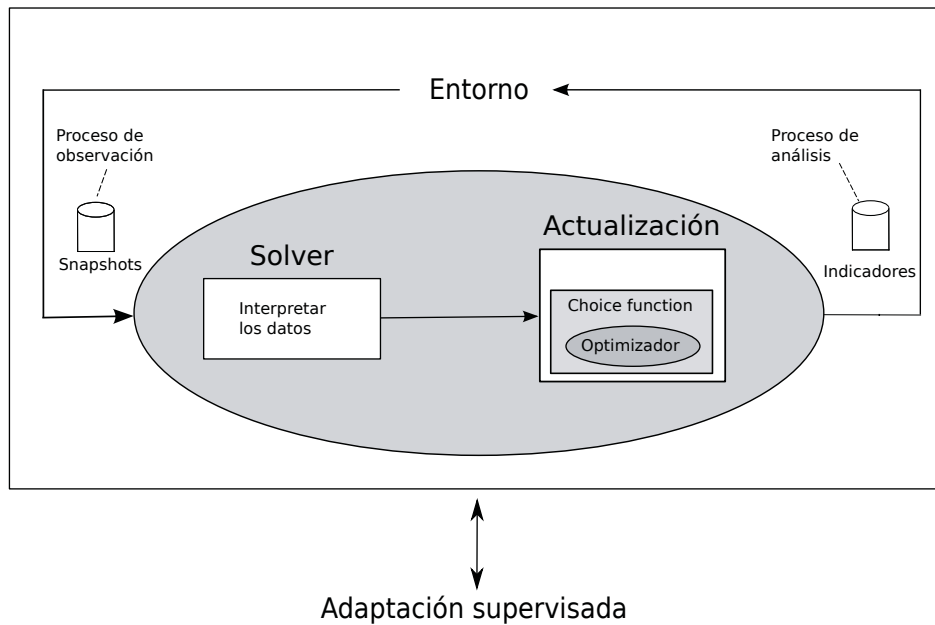 Entorno
Proceso de
observación
Snapshots
Proceso de
análisis
Indicadores
Solver
Interpretar
los datos
Actualización
Choice function
Optimizador
Adaptación supervisada